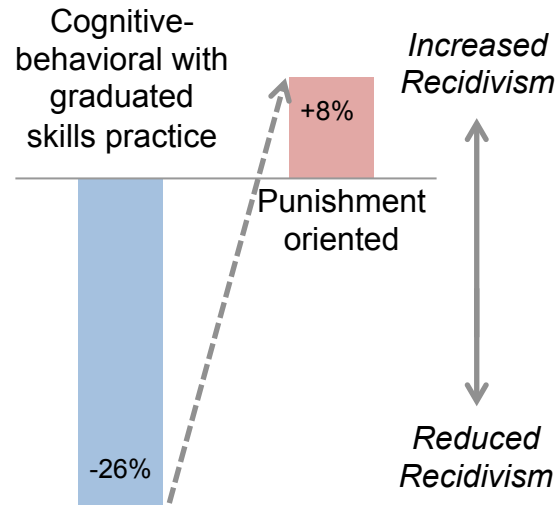 Cognitive-
behavioral with
graduated
skills practice
-26%
+8%
Punishment
oriented
Increased
Recidivism
Reduced
Recidivism